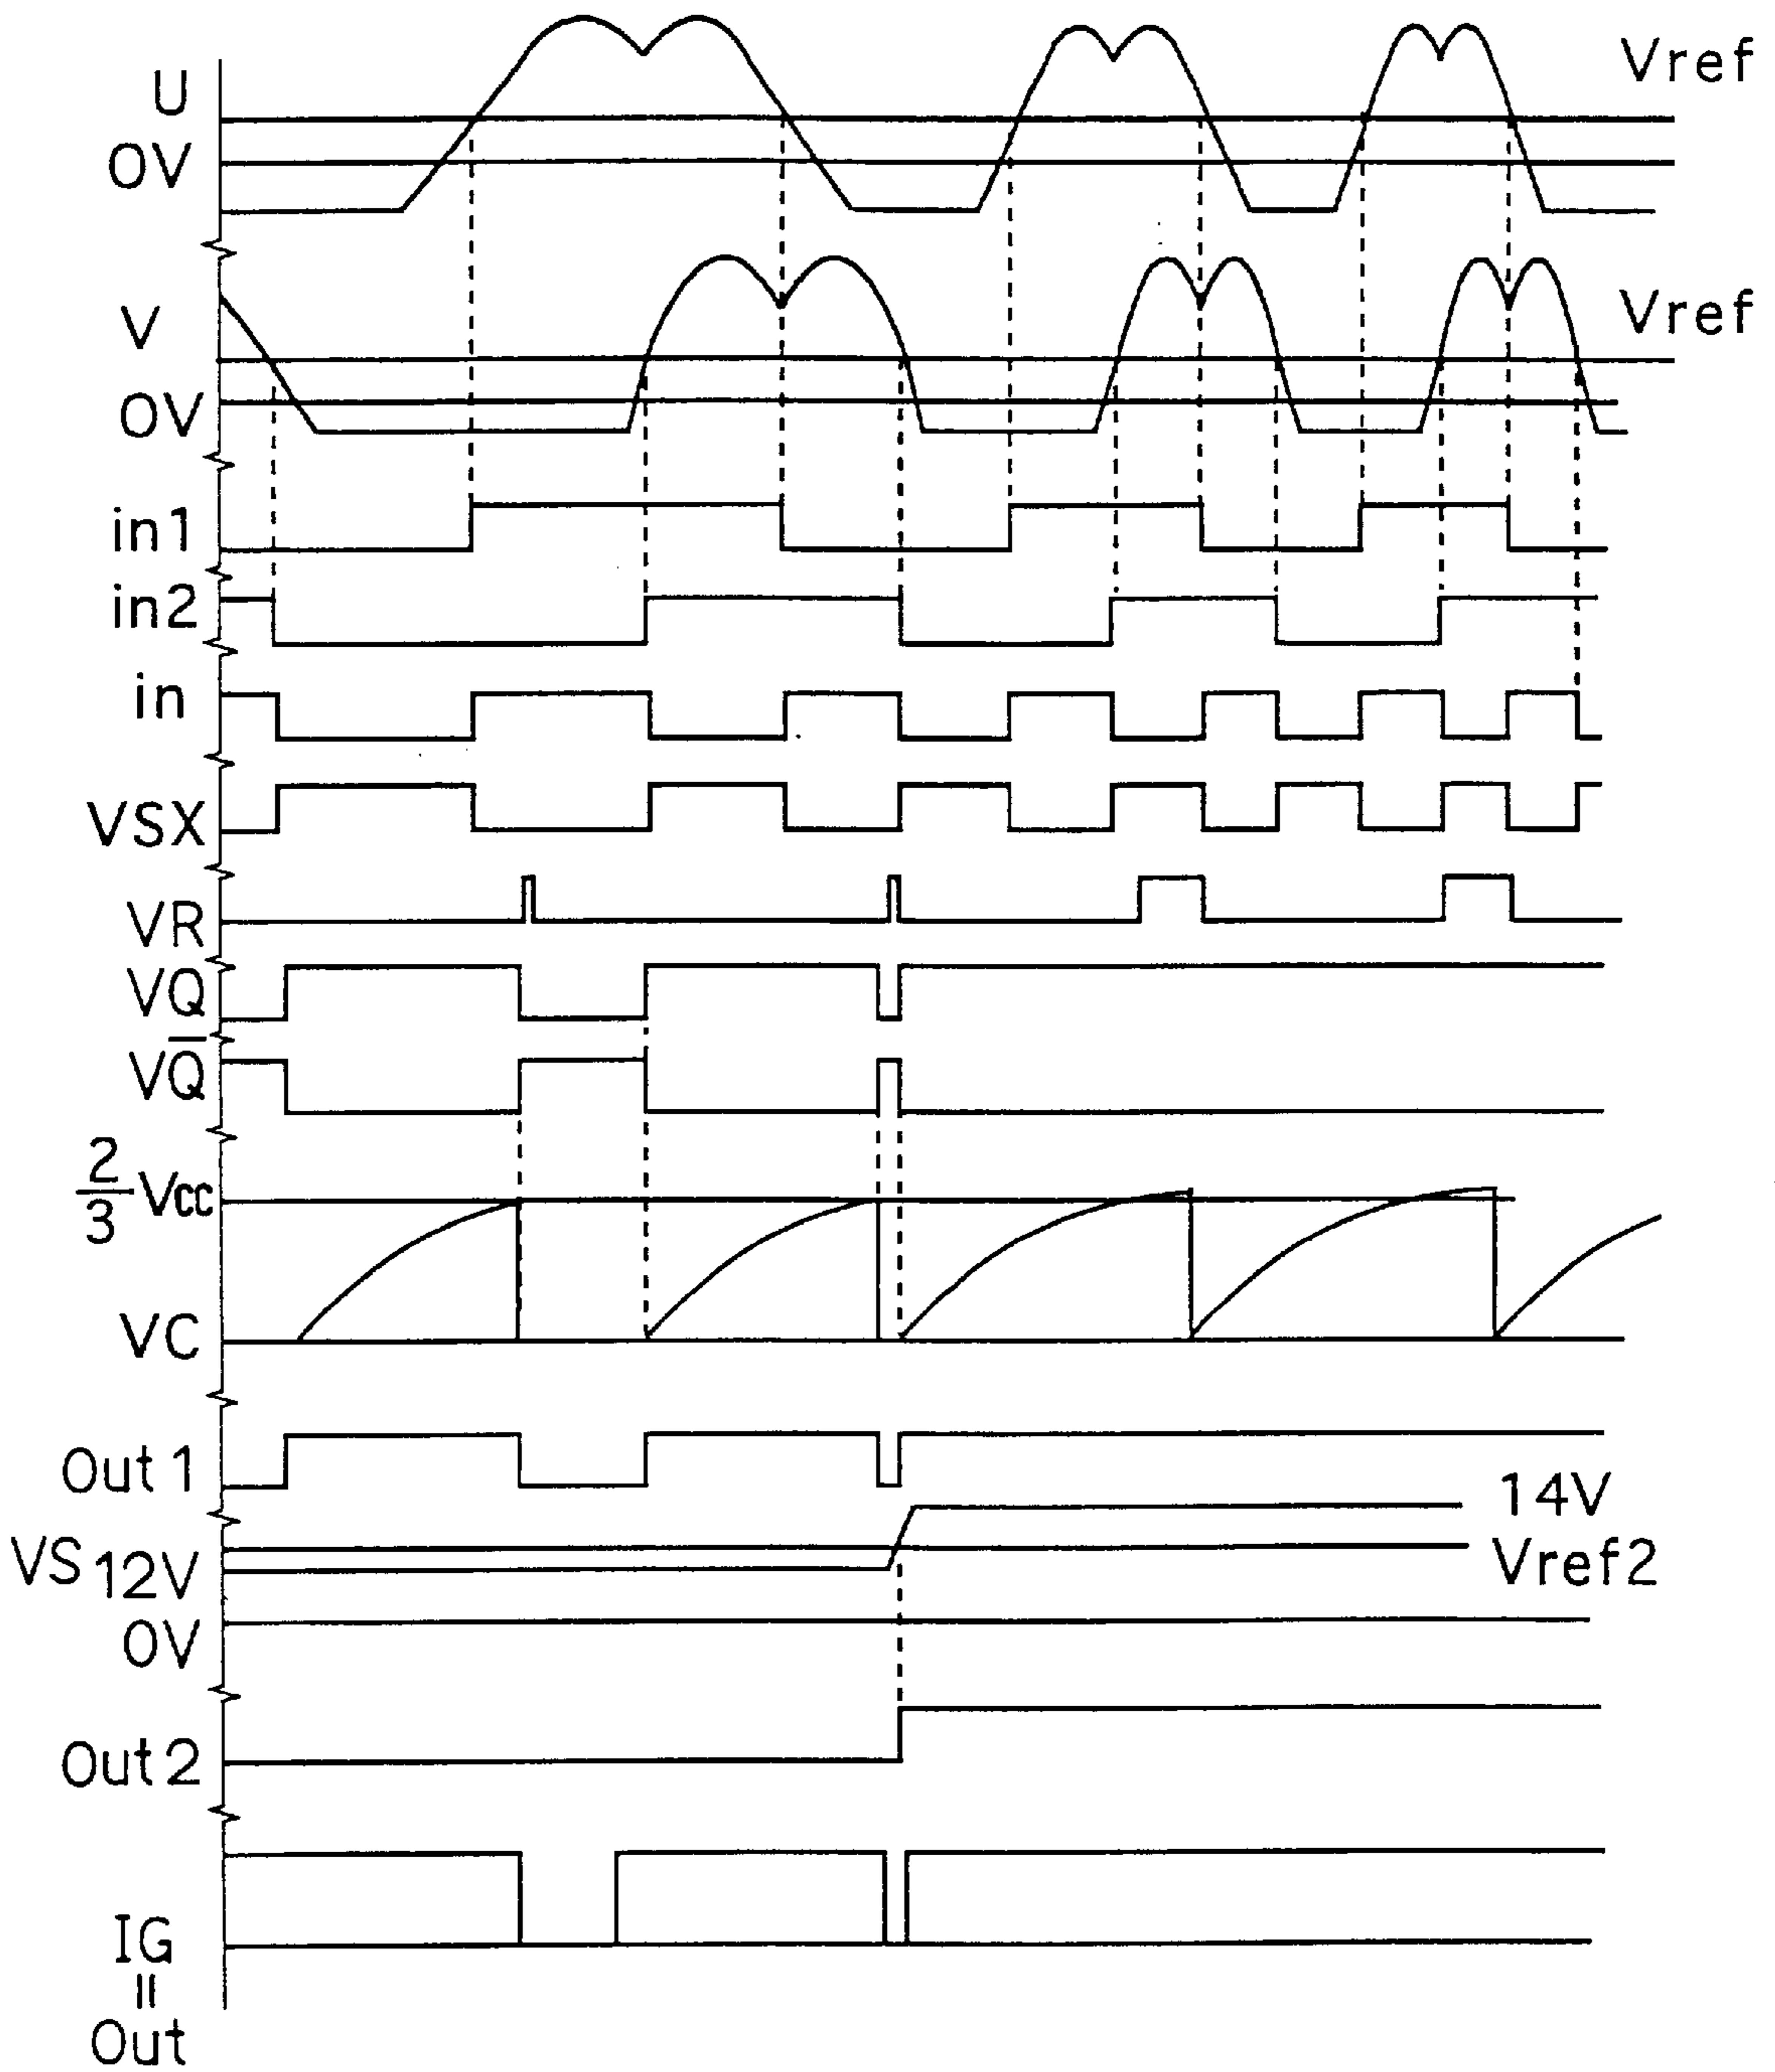 U
Vref
OV
V
Vref
OV
in1
in2
in
VSX
VR
VQ
VQ̅
2/3 Vcc
VC
Out 1
14V
VS 12V
Vref2
OV
Out 2
IG
=
Out